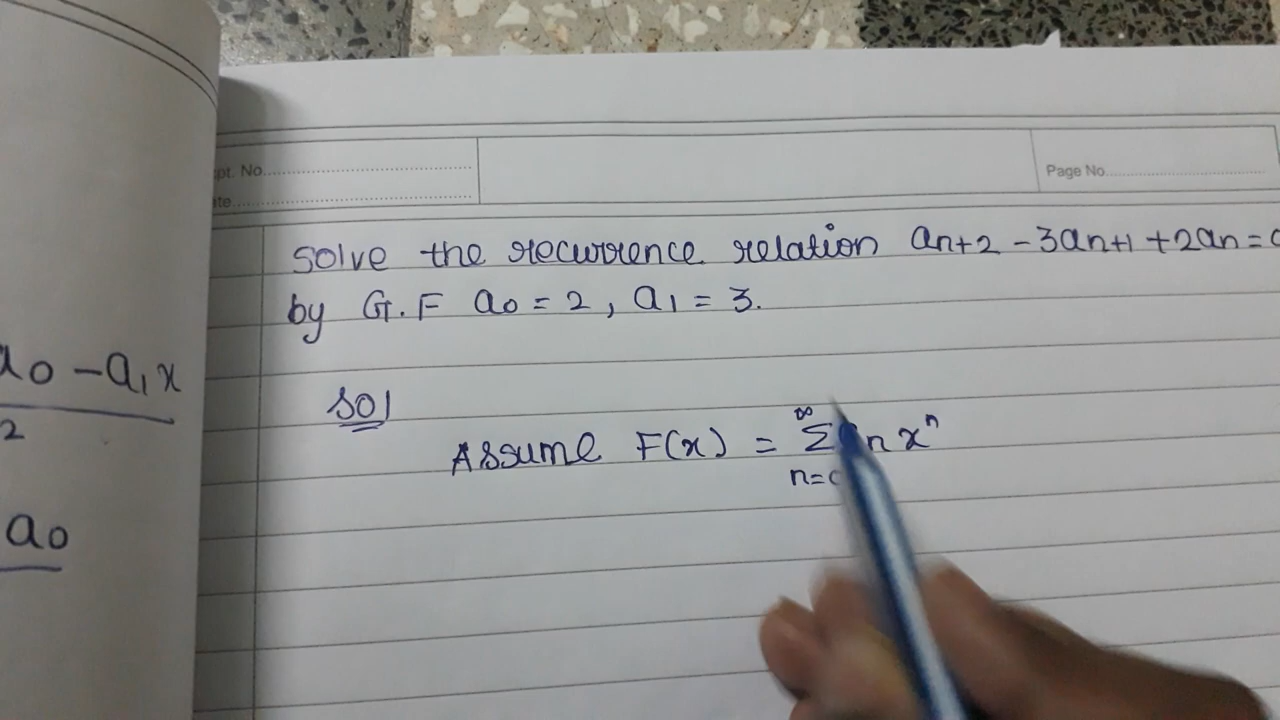 pt. No.
Page No.
te.
solve the recurrence relation an+2 - 3an+1 + 2an =
by G.F a0 = 2, a1 = 3.
a0 - a1x
2
Sol
Assume F(x) = ∞ Σ n x^n
n=
a0